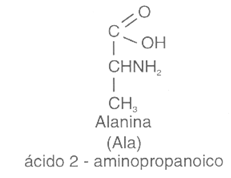 O
C
OH
CHNH₂
CH₃
Alanina
(Ala)
ácido 2 - aminopropanoico